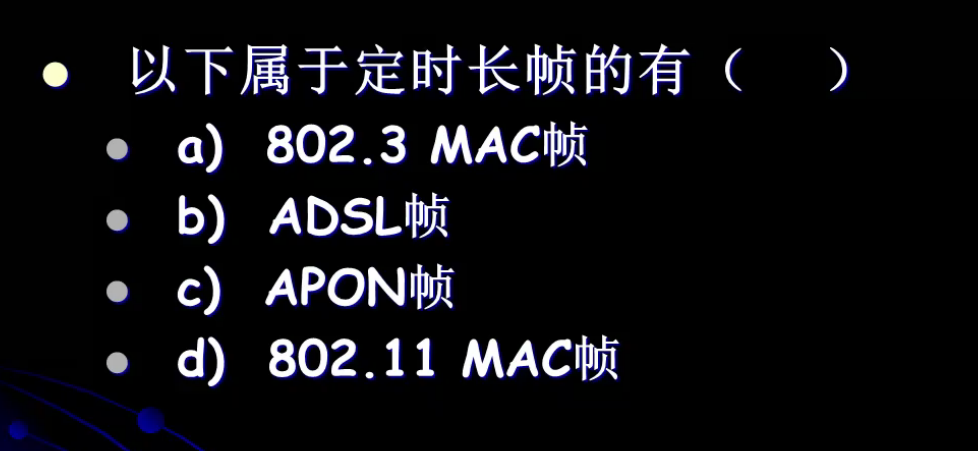 以下属于定时长帧的有（ ）
a) 802.3 MAC帧
b) ADSL帧
c) APON帧
d) 802.11 MAC帧